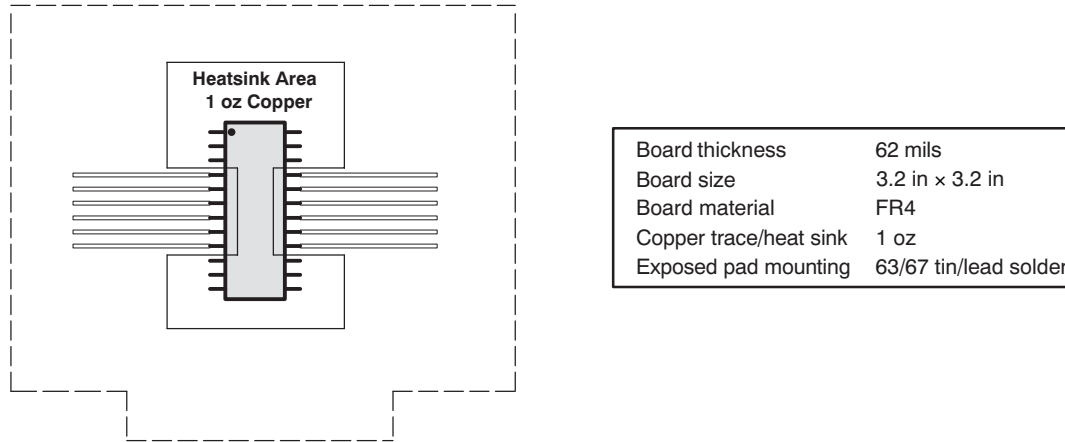 Heatsink Area
1 oz Copper
Board thickness 62 mils
Board size 3.2 in × 3.2 in
Board material FR4
Copper trace/heat sink 1 oz
Exposed pad mounting 63/67 tin/lead solder